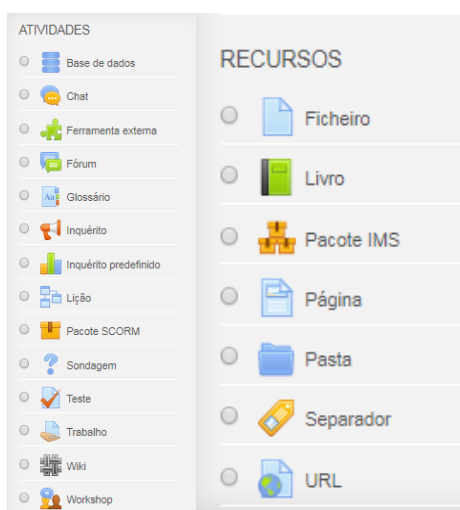 ATIVIDADES
Base de dados
Chat
Ferramenta externa
Fórum
Glossário
Inquérito
Inquérito predefinido
Lição
Pacote SCORM
Sondagem
Teste
Trabalho
Wiki
Workshop
RECURSOS
Ficheiro
Livro
Pacote IMS
Página
Pasta
Separador
URL